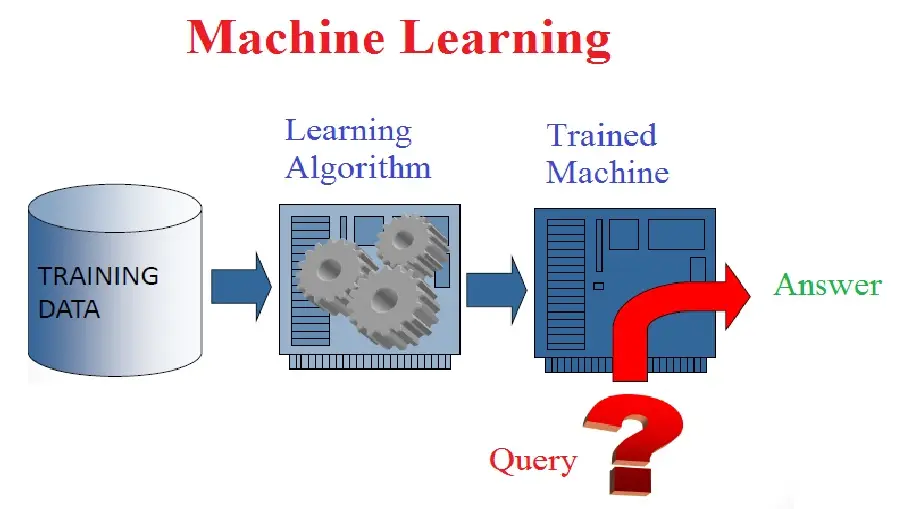 Machine Learning
Learning
Algorithm
Trained
Machine
TRAINING
DATA
Answer
Query